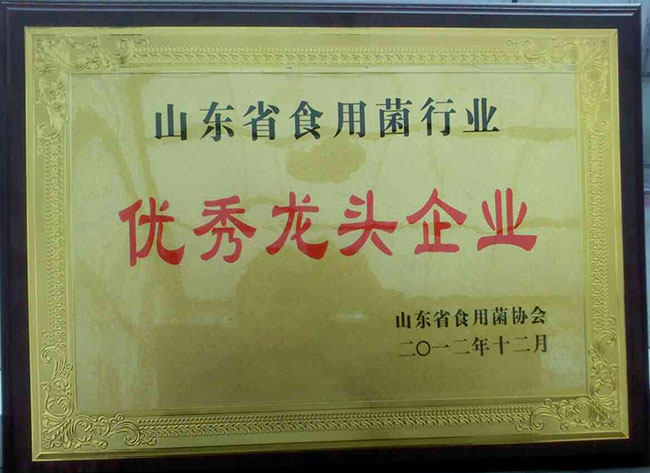 山东省食用菌行业
优秀龙头企业
山东省食用菌协会
二〇一二年十二月